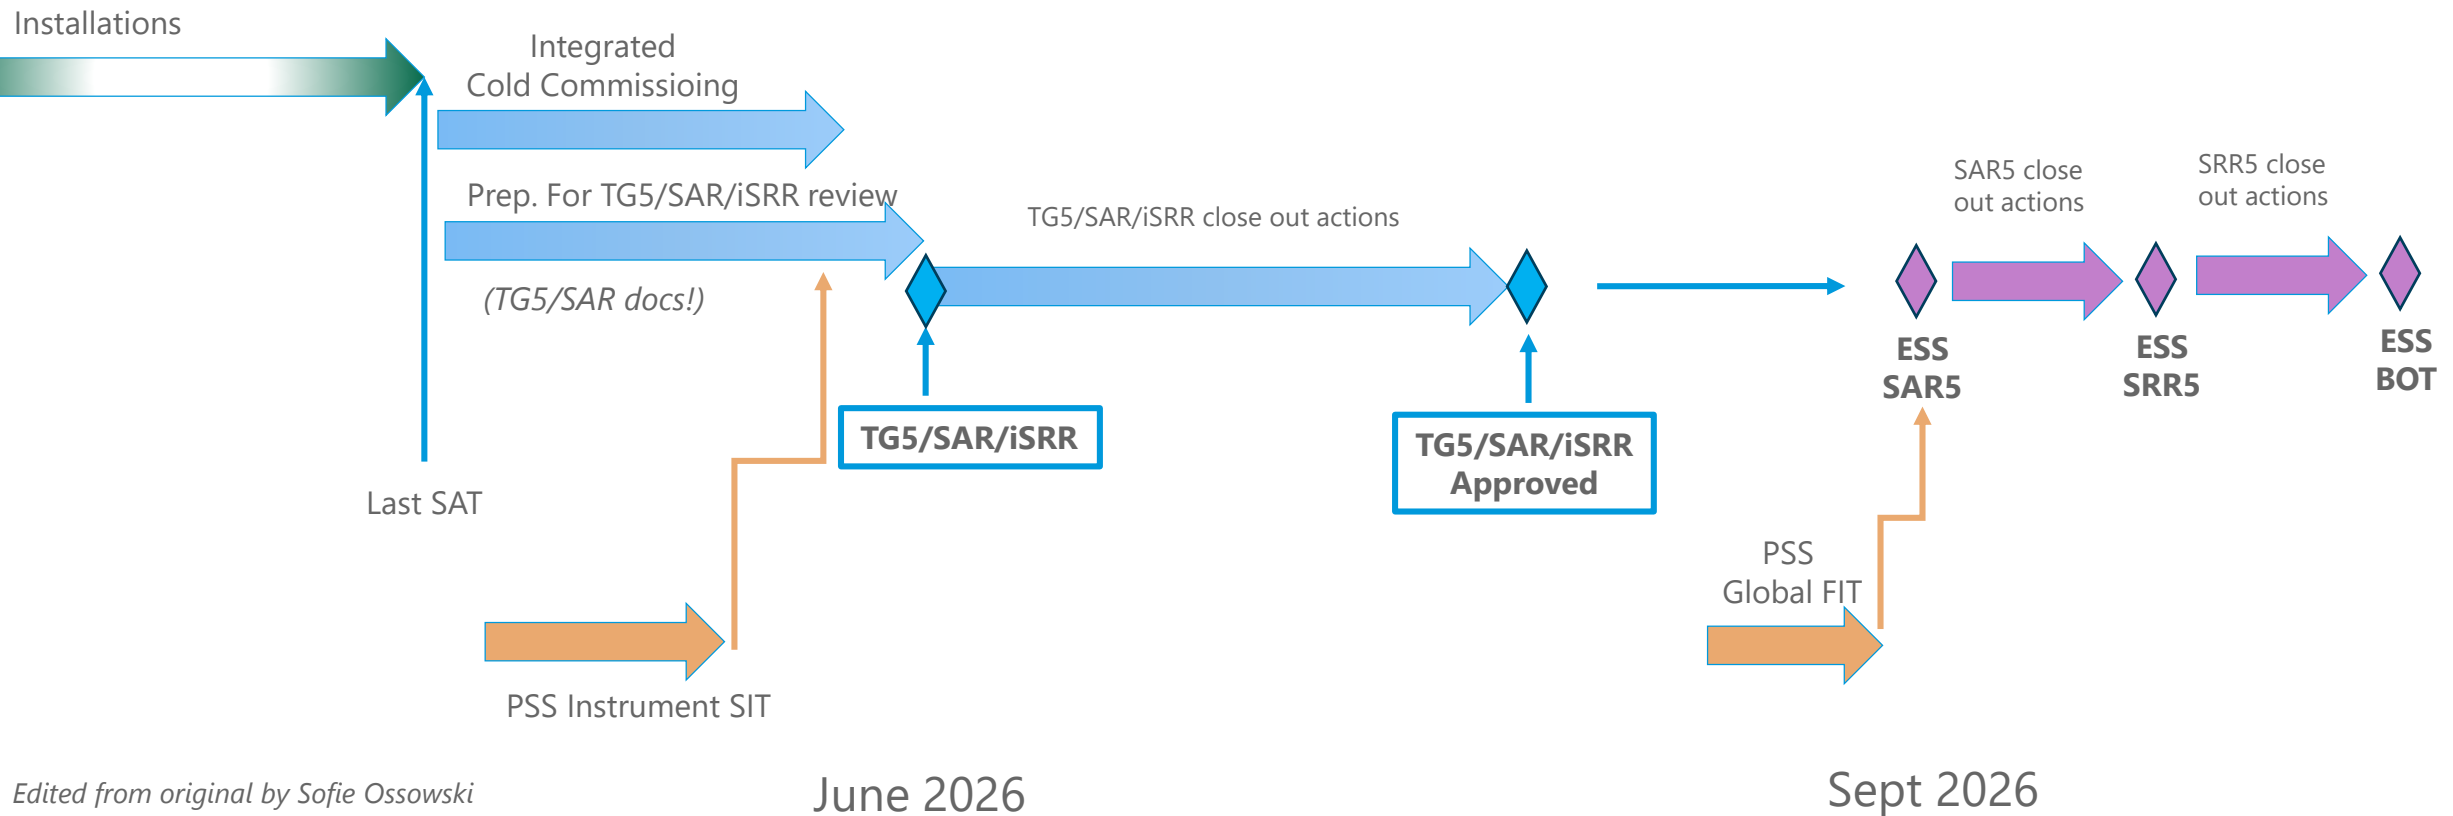 Installations
Integrated
Cold Commissioing
Prep. For TG5/SAR/iSRR review
(TG5/SAR docs!)
TG5/SAR/iSRR close out actions
SAR5 close
out actions
SRR5 close
out actions
ESS
SAR5
ESS
SRR5
ESS
BOT
TG5/SAR/iSRR
TG5/SAR/iSRR
Approved
Last SAT
PSS
Global FIT
PSS Instrument SIT
Edited from original by Sofie Ossowski
June 2026
Sept 2026